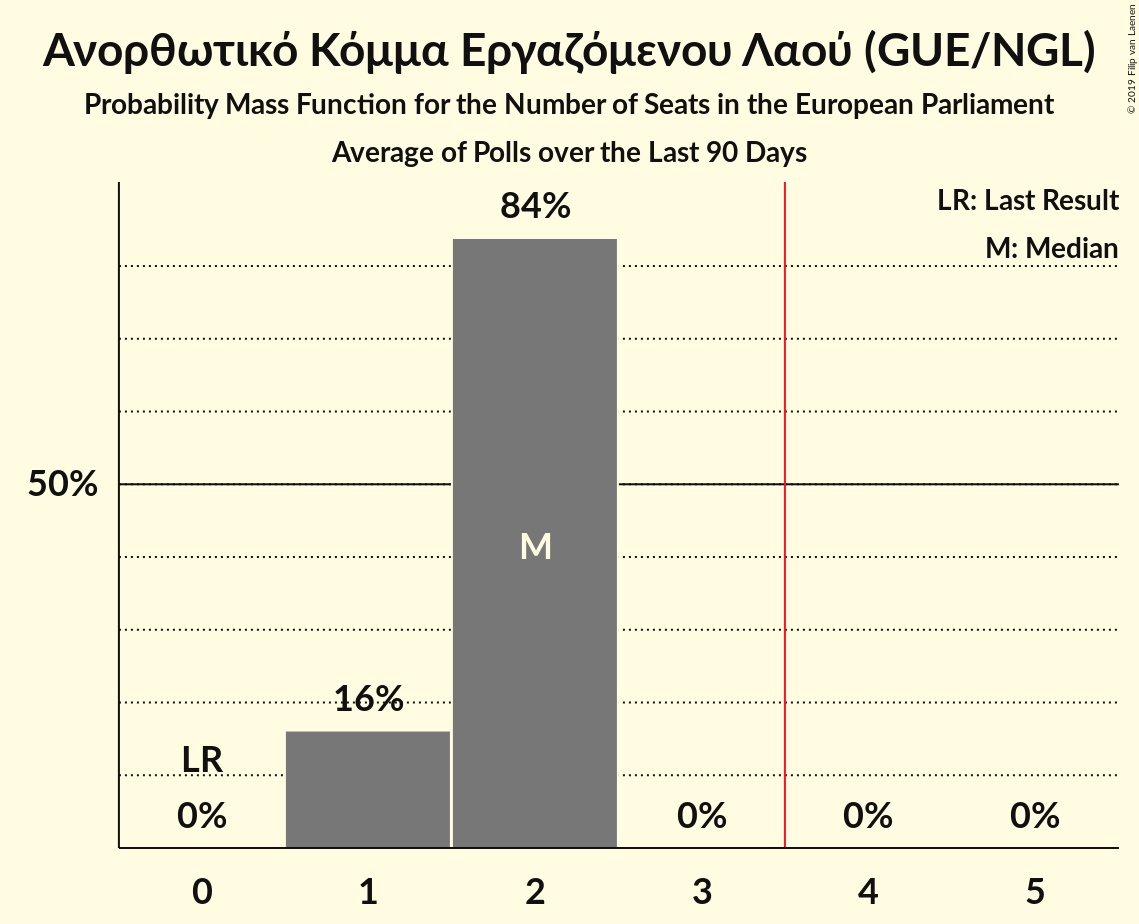 Ανορθωτικό Κόμμα Εργαζόμενου Λαού (GUE/NGL)
Probability Mass Function for the Number of Seats in the European Parliament
Average of Polls over the Last 90 Days
© 2019 Filip van Laenen
LR: Last Result
M: Median
84%
50%
M
16%
LR
0%
0%
0%
0%
0
1
2
3
4
5